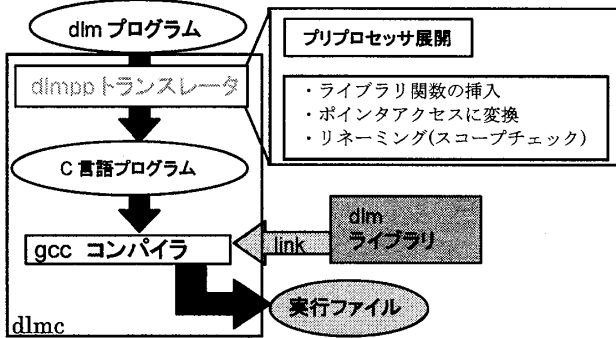 dlm プログラム
プリプロセッサ展開
dlmpp トランスレータ
・ライブラリ関数の挿入
・ポインタアクセスに変換
・リネーミング(スコープチェック)
C 言語プログラム
dlm
ライブラリ
link
gcc コンパイラ
実行ファイル
dlmc